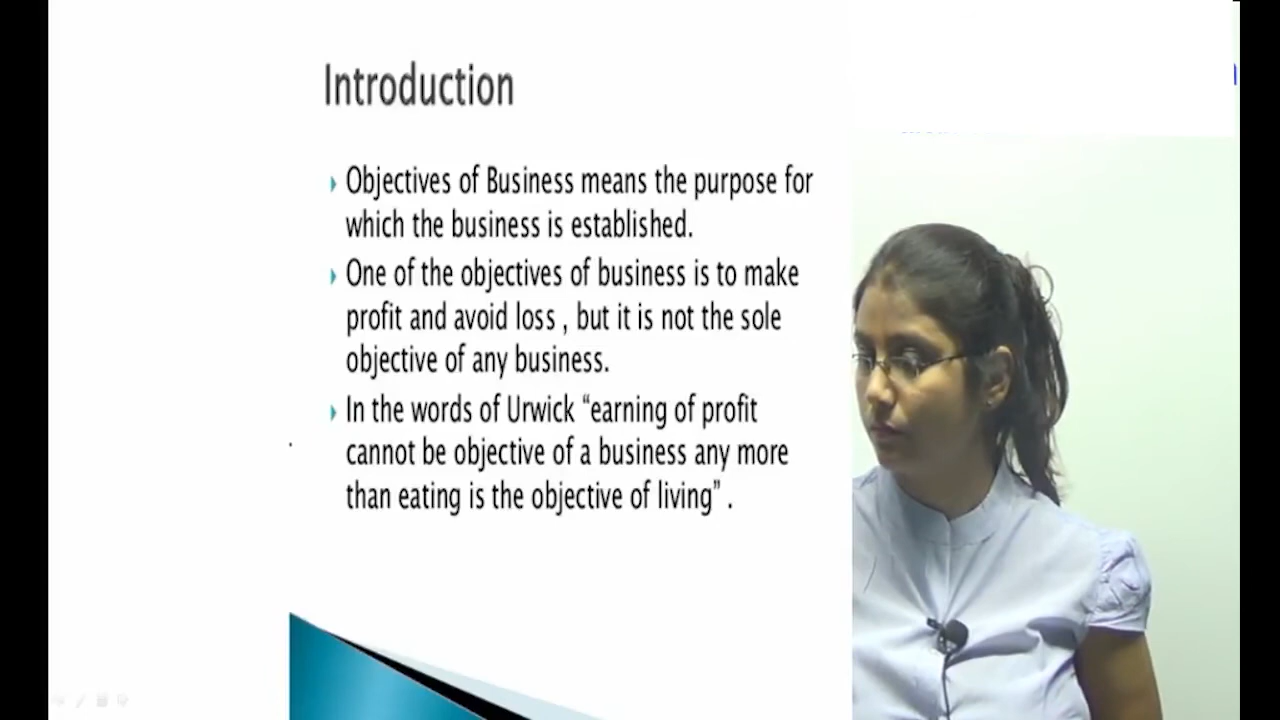 Introduction
Objectives of Business means the purpose for
which the business is established.
One of the objectives of business is to make
profit and avoid loss , but it is not the sole
objective of any business.
In the words of Urwick “earning of profit
cannot be objective of a business any more
than eating is the objective of living” .